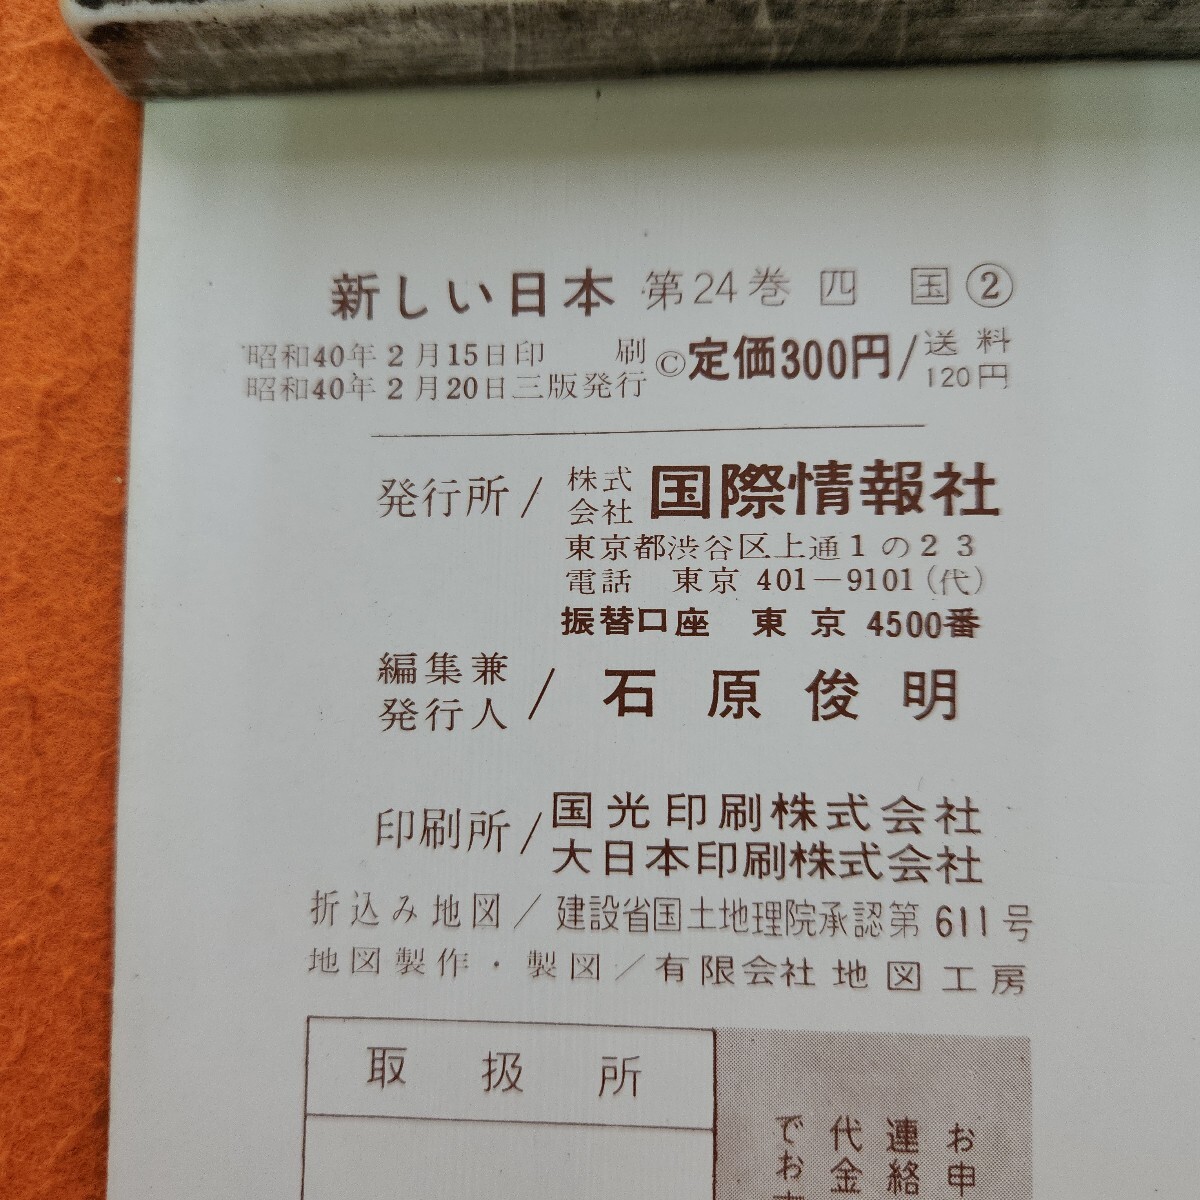 新しい日本 第24巻 四 国②
昭和40年2月15日印 刷
昭和40年2月20日三版発行
©定価300円/送料120円
発行所/株式会社 国際情報社
東京都渋谷区上通1の23
電話 東京 401-9101(代)
振替口座 東京 4500番
編集兼発行人/石原俊明
印刷所/国光印刷株式会社
大日本印刷株式会社
折込み地図/建設省国土地理院承認第611号
地図製作・製図/有限会社地図工房
取扱所
お申
連絡
代金
でお